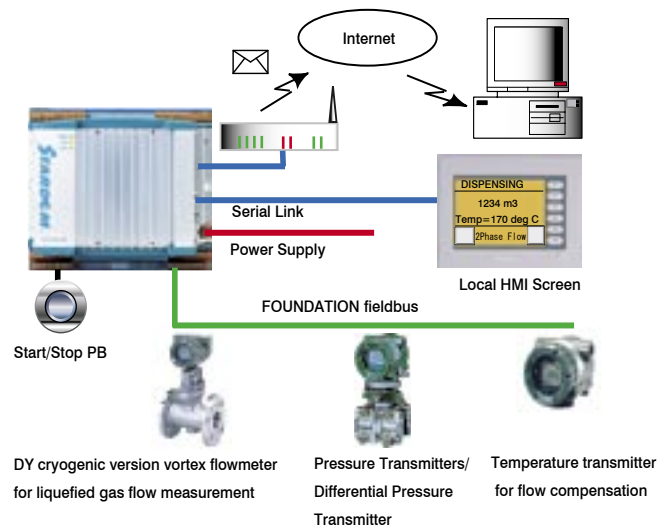 Internet
STARDOM
DISPENSING
1234 m3
Temp=170 deg C
2Phase Flow
Serial Link
Power Supply
Local HMI Screen
FOUNDATION fieldbus
Start/Stop PB
DY cryogenic version vortex flowmeter
for liquefied gas flow measurement
Pressure Transmitters/
Differential Pressure
Transmitter
Temperature transmitter
for flow compensation